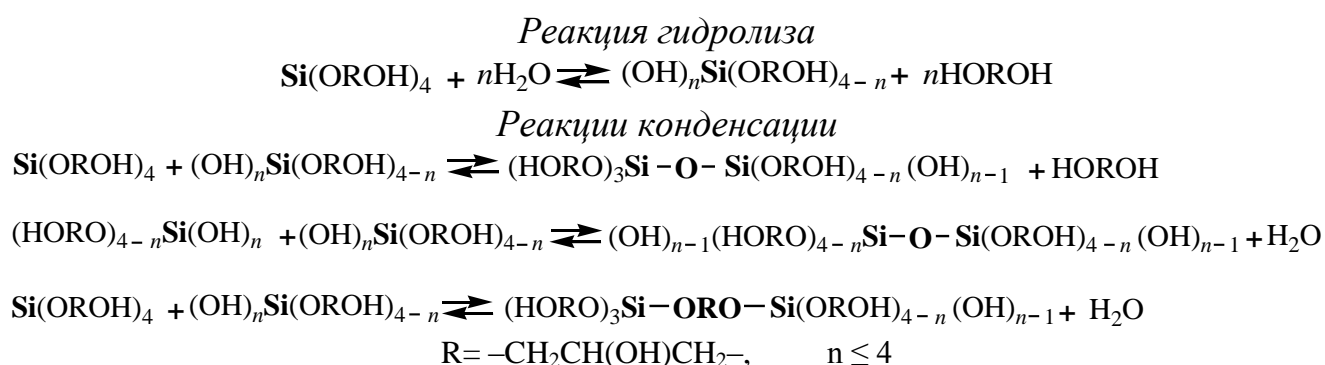 Реакция гидролиза
Si(OROH)₄ + nH₂O ⇌ (OH)ₙSi(OROH)₄₋ₙ + nHOROH
Реакции конденсации
Si(OROH)₄ + (OH)ₙSi(OROH)₄₋ₙ ⇌ (HORO)₃Si–O–Si(OROH)₄₋ₙ(OH)ₙ₋₁ + HOROH
(HORO)₄₋ₙSi(OH)ₙ + (OH)ₙSi(OROH)₄₋ₙ ⇌ (OH)ₙ₋₁(HORO)₄₋ₙSi–O–Si(OROH)₄₋ₙ(OH)ₙ₋₁ + H₂O
Si(OROH)₄ + (OH)ₙSi(OROH)₄₋ₙ ⇌ (HORO)₃Si–ORO–Si(OROH)₄₋ₙ(OH)ₙ₋₁ + H₂O
R= –CH₂CH(OH)CH₂–, n ≤ 4